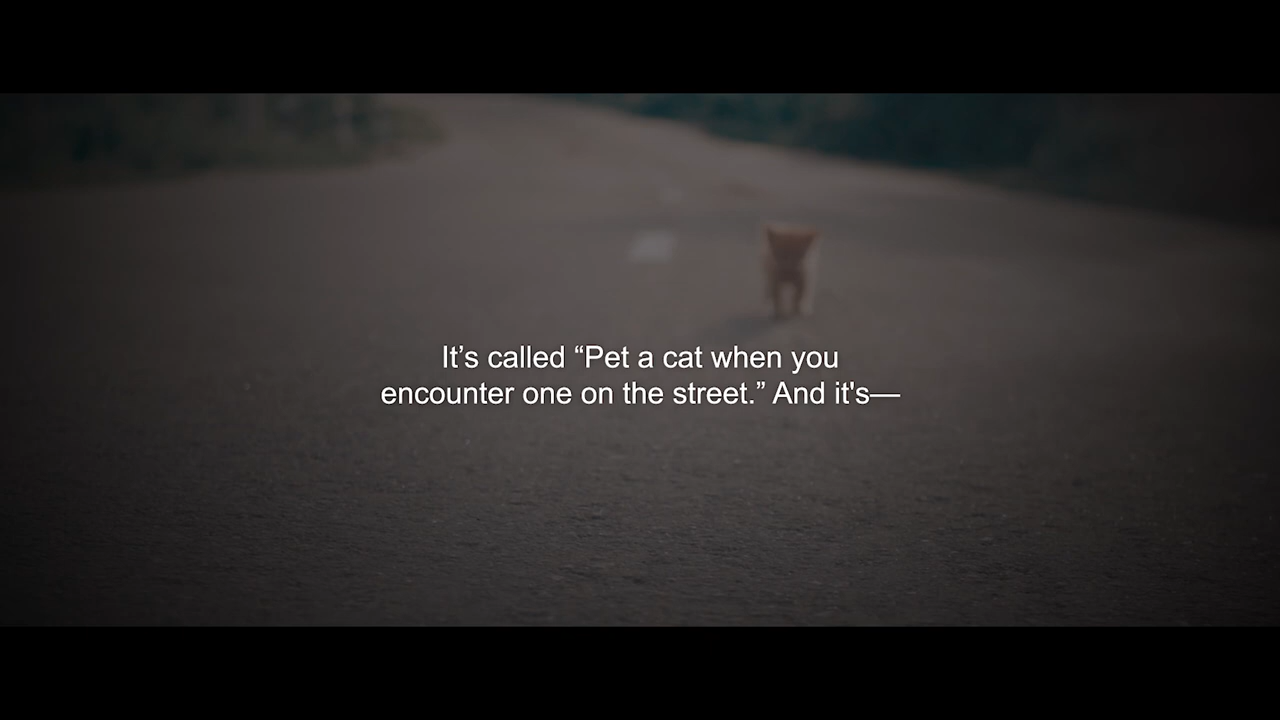 It’s called “Pet a cat when you
encounter one on the street.” And it's—